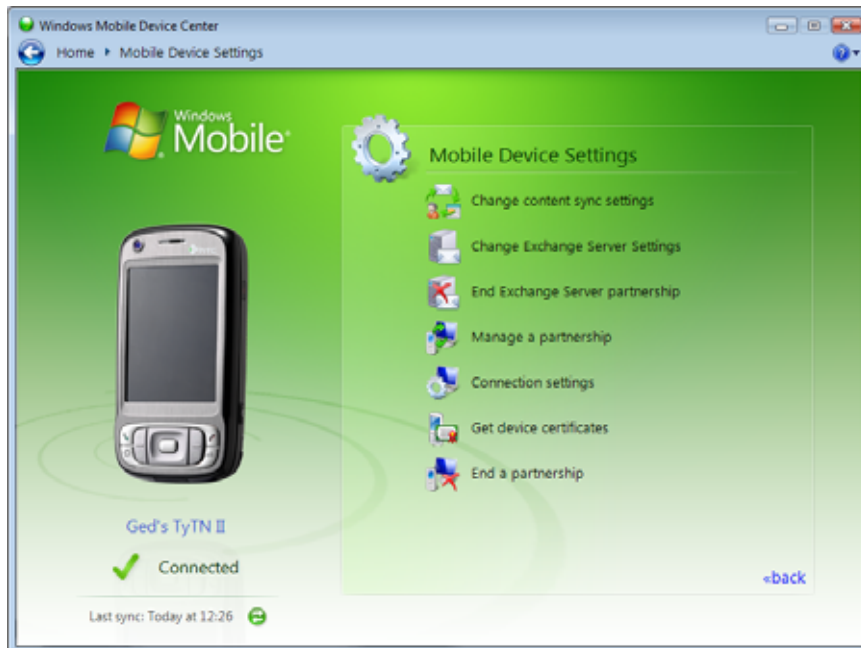 Windows Mobile Device Center
Home ▸ Mobile Device Settings
Windows
Mobile®
Mobile Device Settings
Change content sync settings
Change Exchange Server Settings
End Exchange Server partnership
Manage a partnership
Connection settings
Get device certificates
End a partnership
«back
Ged's TyTN II
Connected
Last sync: Today at 12:26